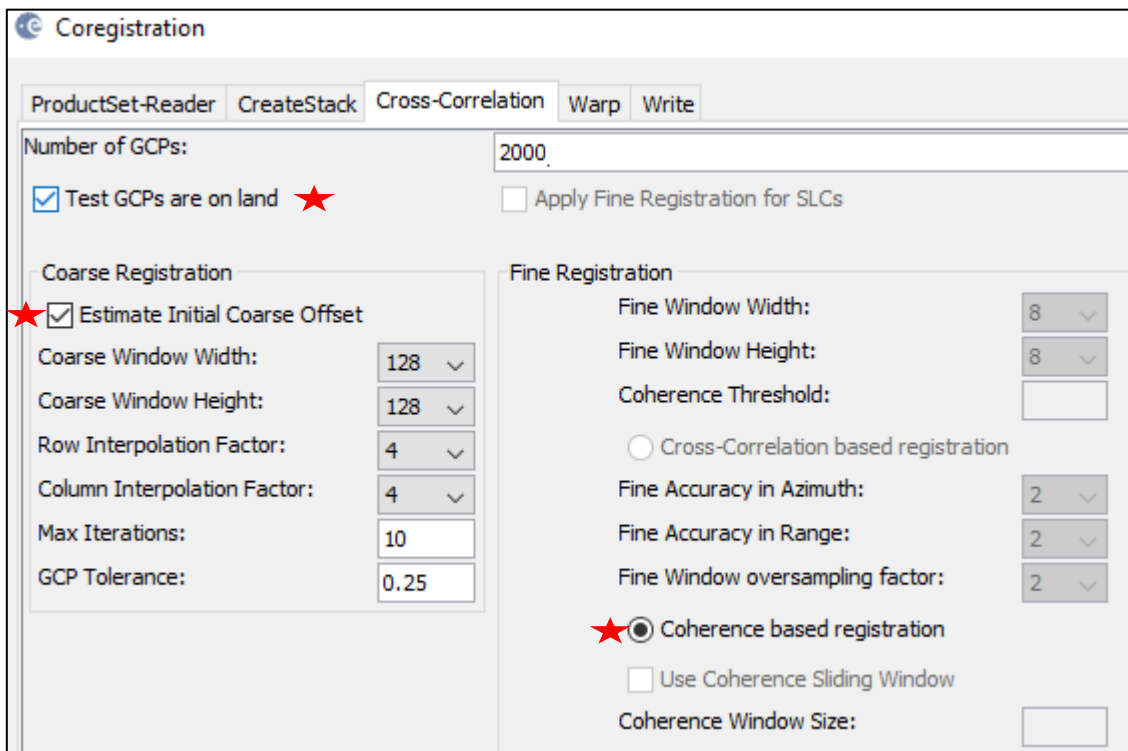 Coregistration
ProductSet-Reader CreateStack Cross-Correlation Warp Write
Number of GCPs: 2000
Test GCPs are on land Apply Fine Registration for SLCs
Coarse Registration
Estimate Initial Coarse Offset
Coarse Window Width: 128
Coarse Window Height: 128
Row Interpolation Factor: 4
Column Interpolation Factor: 4
Max Iterations: 10
GCP Tolerance: 0.25
Fine Registration
Fine Window Width: 8
Fine Window Height: 8
Coherence Threshold:
Cross-Correlation based registration
Fine Accuracy in Azimuth: 2
Fine Accuracy in Range: 2
Fine Window oversampling factor: 2
Coherence based registration
Use Coherence Sliding Window
Coherence Window Size: